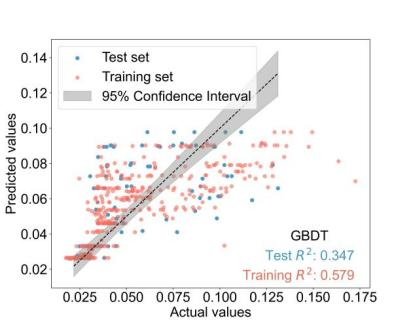 Test set
Training set
95% Confidence Interval
0.14
0.12
0.10
0.08
0.06
0.04
0.02
Predicted values
GBDT
Test R²: 0.347
Training R²: 0.579
0.025 0.050 0.075 0.100 0.125 0.150 0.175
Actual values